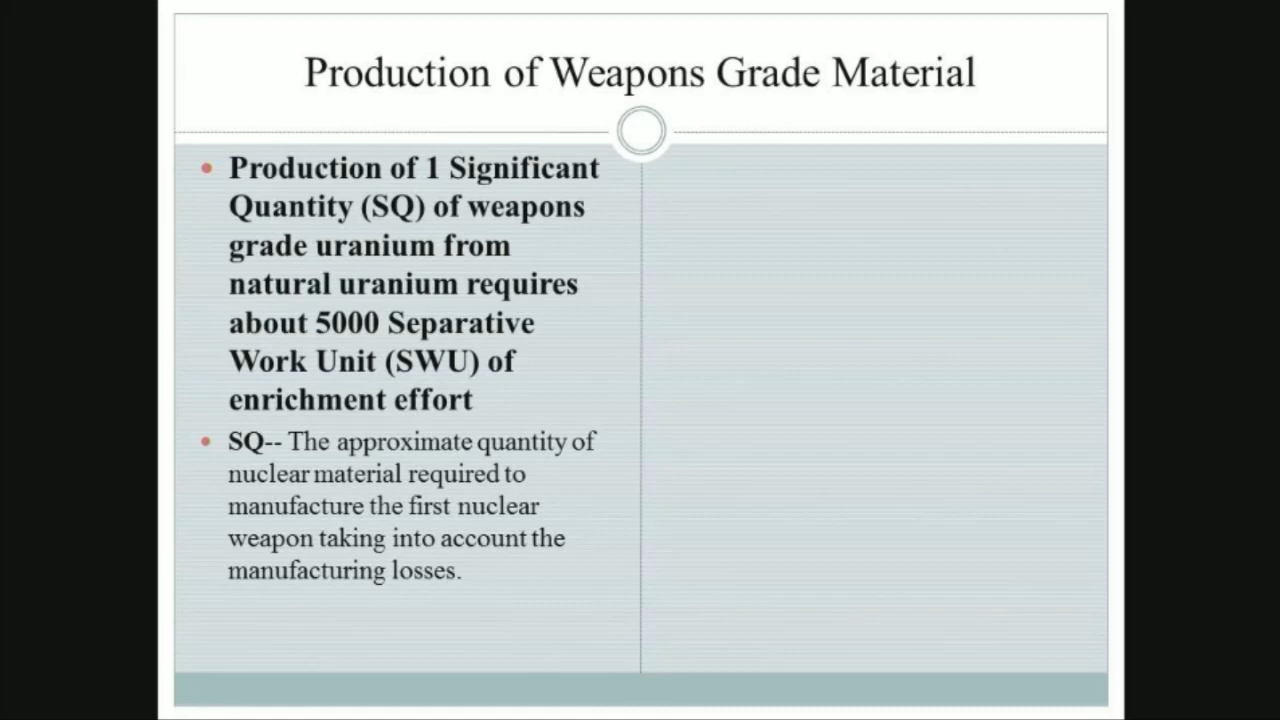 Production of Weapons Grade Material
Production of 1 Significant
Quantity (SQ) of weapons
grade uranium from
natural uranium requires
about 5000 Separative
Work Unit (SWU) of
enrichment effort
SQ-- The approximate quantity of
nuclear material required to
manufacture the first nuclear
weapon taking into account the
manufacturing losses.